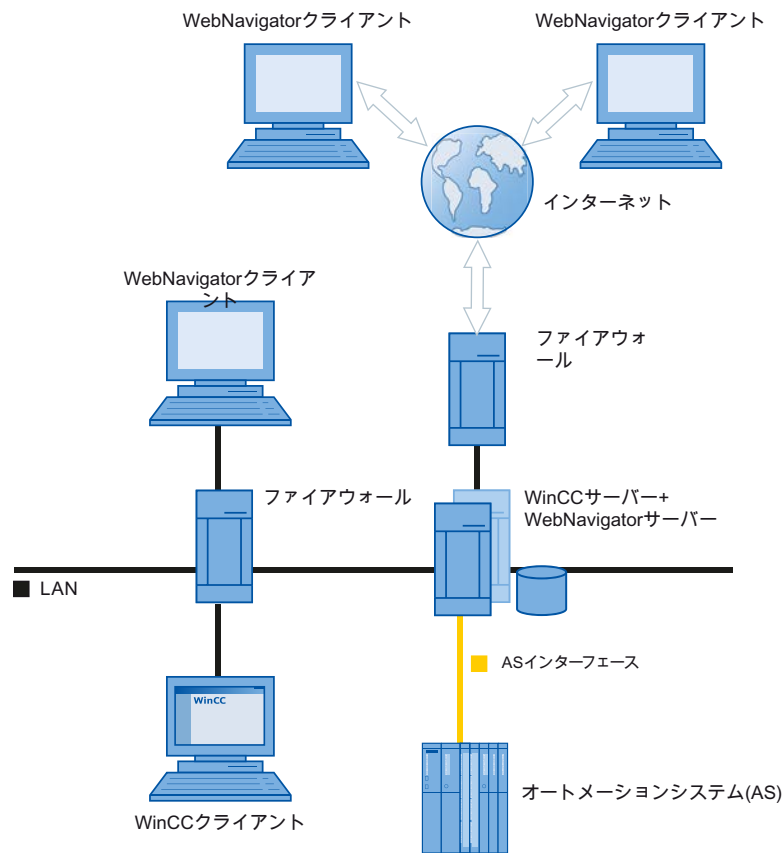 WebNavigatorクライアント
WebNavigatorクライアント
インターネット
WebNavigatorクライア
ント
ファイアウォ
ール
ファイアウォール
WinCCサーバー+
WebNavigatorサーバー
LAN
ASインターフェース
WinCC
オートメーションシステム(AS)
WinCCクライアント